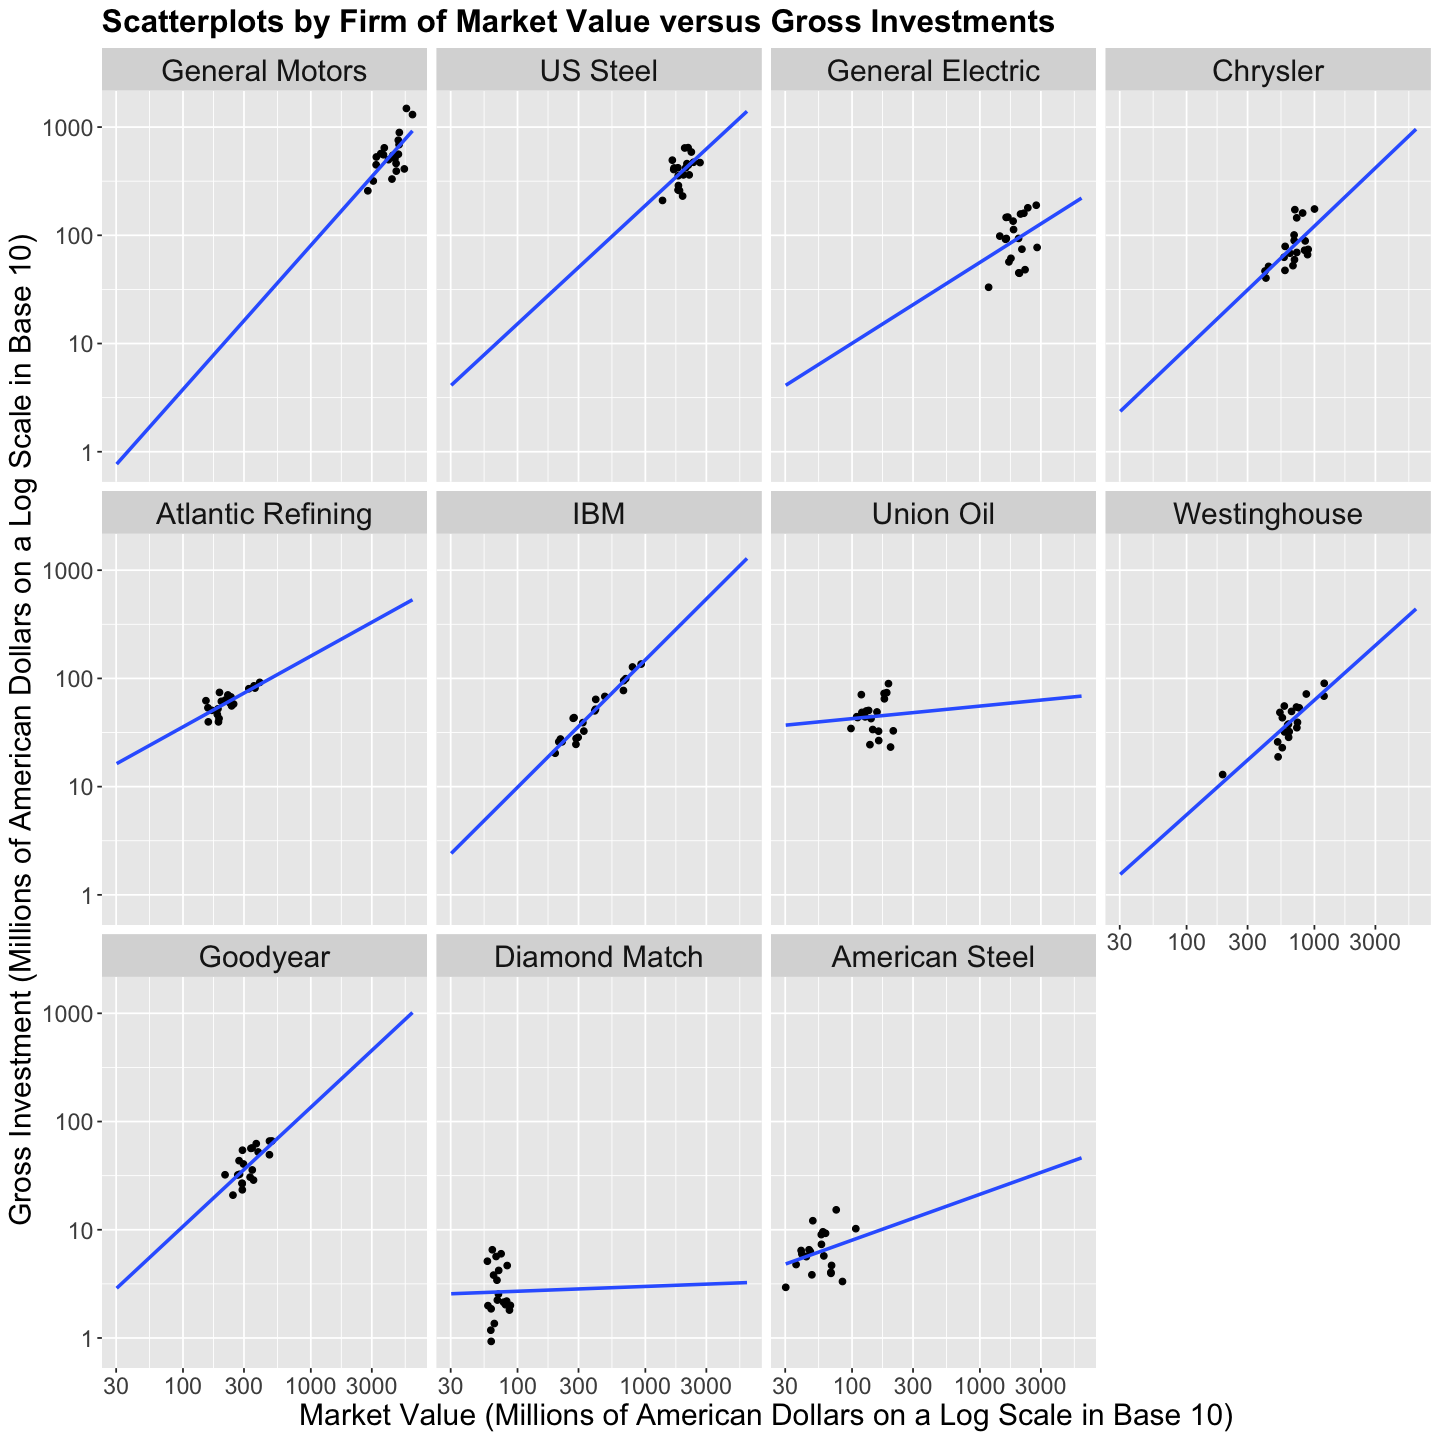 Scatterplots by Firm of Market Value versus Gross Investments
General Motors
US Steel
General Electric
Chrysler
1000
100
10
1
Atlantic Refining
IBM
Union Oil
Westinghouse
1000
100
10
1
30 100 300 1000 3000
Goodyear
Diamond Match
American Steel
1000
100
10
1
30 100 300 1000 3000
30 100 300 1000 3000
30 100 300 1000 3000
Gross Investment (Millions of American Dollars on a Log Scale in Base 10)
Market Value (Millions of American Dollars on a Log Scale in Base 10)